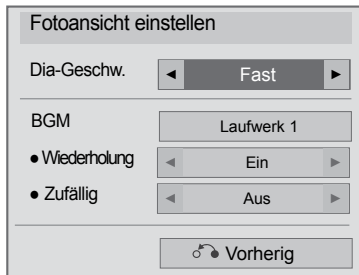 Fotoansicht einstellen
Dia-Geschw. ◄ Fast ►
BGM Laufwerk 1
● Wiederholung ◄ Ein ►
● Zufällig ◄ Aus ►
Vorherig